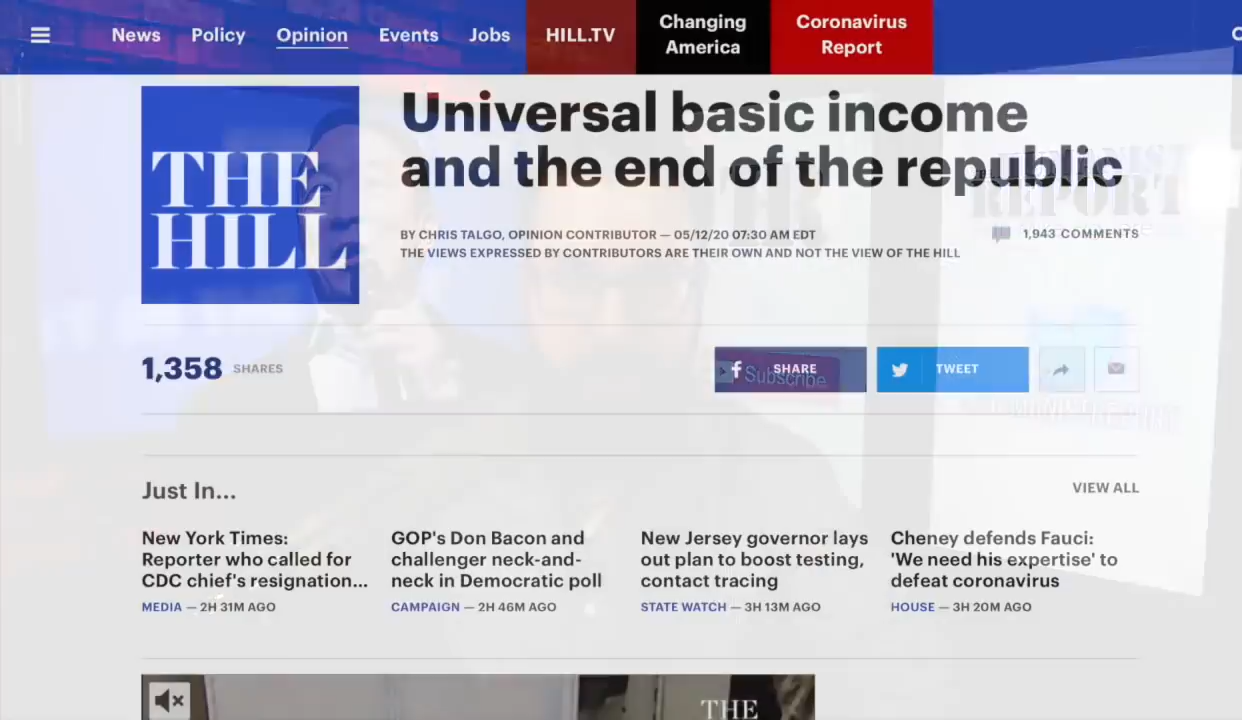 News Policy Opinion Events Jobs HILL.TV Changing America Coronavirus Report
THE
HILL
Universal basic income
and the end of the republic
BY CHRIS TALGO, OPINION CONTRIBUTOR — 05/12/20 07:30 AM EDT
1,943 COMMENTS
THE VIEWS EXPRESSED BY CONTRIBUTORS ARE THEIR OWN AND NOT THE VIEW OF THE HILL
REPORT
1,358 SHARES
SHARE
TWEET
Subscribe
Just In...
VIEW ALL
New York Times:
Reporter who called for
CDC chief's resignation...
MEDIA — 2H 31M AGO
GOP's Don Bacon and
challenger neck-and-
neck in Democratic poll
CAMPAIGN — 2H 46M AGO
New Jersey governor lays
out plan to boost testing,
contact tracing
STATE WATCH — 3H 13M AGO
Cheney defends Fauci:
'We need his expertise' to
defeat coronavirus
HOUSE — 3H 20M AGO
THE